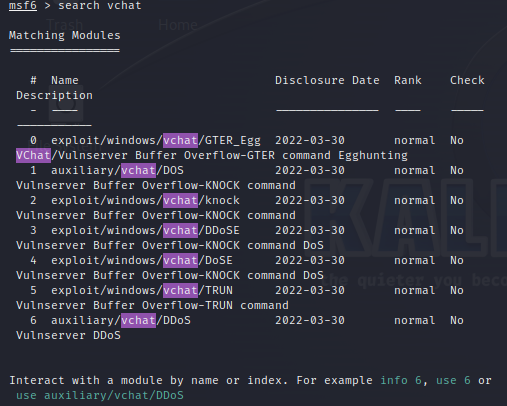 Trash Home
msf6 > search vchat
Matching Modules
================
# Name Disclosure Date Rank Check
Description
- ---- --------------- ---- -----
-----------
0 exploit/windows/vchat/GTER_Egg 2022-03-30 normal No
VChat/Vulnserver Buffer Overflow-GTER command Egghunting
1 auxiliary/vchat/DOS 2022-03-30 normal No
Vulnserver Buffer Overflow-KNOCK command
2 exploit/windows/vchat/knock 2022-03-30 normal No
Vulnserver Buffer Overflow-KNOCK command
3 exploit/windows/vchat/DDoSE 2022-03-30 normal No
Vulnserver Buffer Overflow-KNOCK command DoS
4 exploit/windows/vchat/DoSE 2022-03-30 normal No
Vulnserver Buffer Overflow-KNOCK command DoS
5 exploit/windows/vchat/TRUN 2022-03-30 normal No
Vulnserver Buffer Overflow-TRUN command
6 auxiliary/vchat/DDoS 2022-03-30 normal No
Vulnserver DDoS
KAL
the quieter you beco
Interact with a module by name or index. For example info 6, use 6 or
use auxiliary/vchat/DDoS